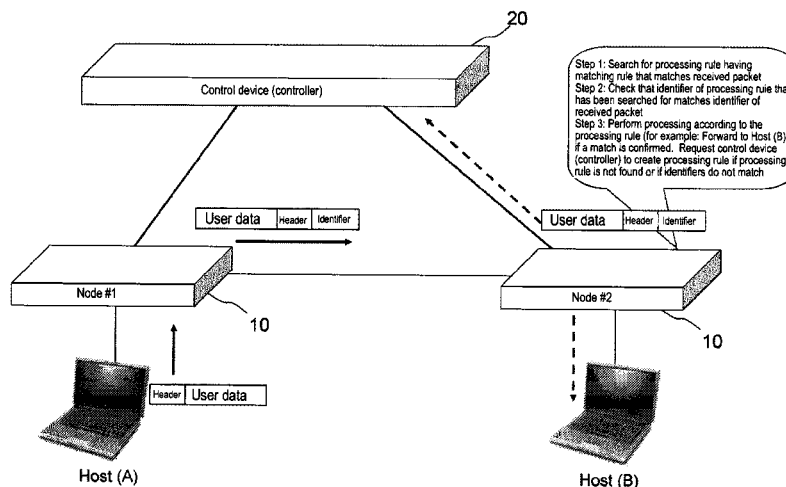 20
Control device (controller)
Step 1: Search for processing rule having
matching rule that matches received packet
Step 2: Check that identifier of processing rule that
has been searched for matches identifier of
received packet
Step 3: Perform processing according to the
processing rule (for example: Forward to Host (B)
if a match is confirmed. Request control device
(controller) to create processing rule if processing
rule is not found or if identifiers do not match
User data Header Identifier
User data Header Identifier
Node #1
10
Node #2
10
Header User data
Host (A)
Host (B)